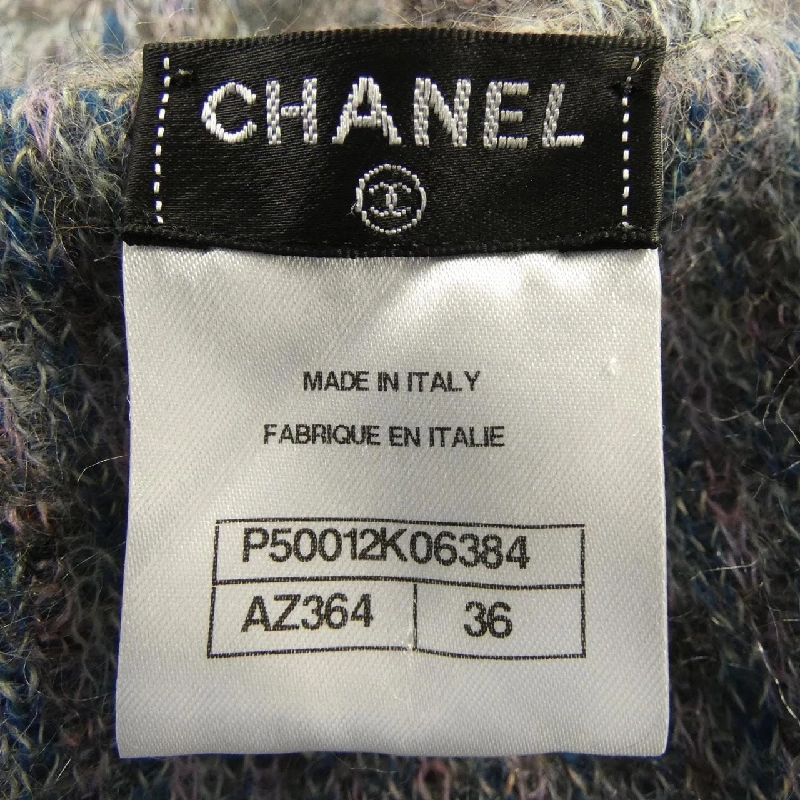 CHANEL
MADE IN ITALY
FABRIQUE EN ITALIE
P50012K06384
AZ364 36